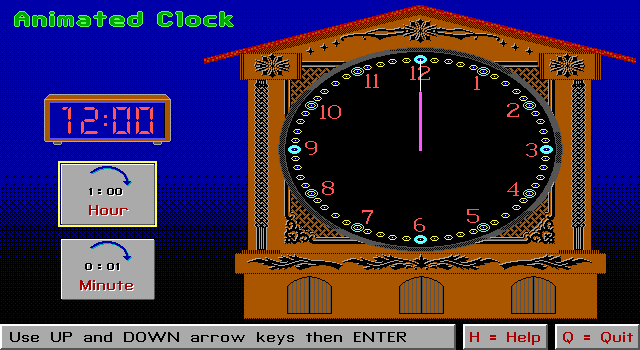 Animated Clock
12:00
1:00
Hour
0:01
Minute
12
1
2
3
4
5
6
7
8
9
10
11
Use UP and DOWN arrow keys then ENTER
H = Help
Q = Quit